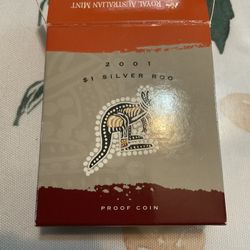 ROYAL AUSTRALIAN MINT
2001
$1 SILVER ROO
PROOF COIN